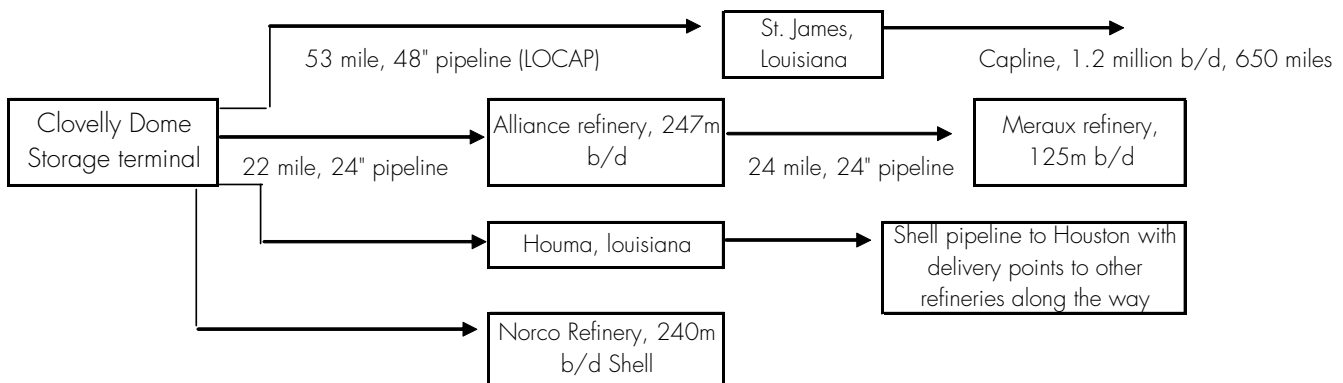 St. James,
Louisiana
53 mile, 48" pipeline (LOCAP)
Capline, 1.2 million b/d, 650 miles
Clovelly Dome
Storage terminal
Alliance refinery, 247m
b/d
Meraux refinery,
125m b/d
22 mile, 24" pipeline
24 mile, 24" pipeline
Houma, louisiana
Shell pipeline to Houston with
delivery points to other
refineries along the way
Norco Refinery, 240m
b/d Shell